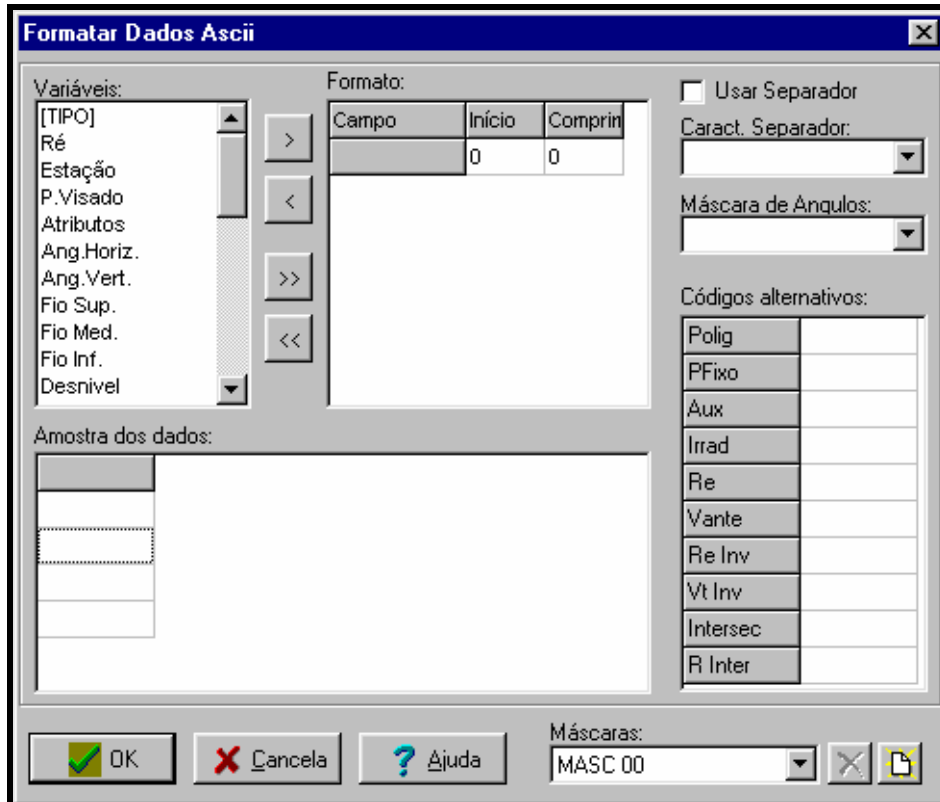 Formatar Dados Ascii
Variáveis:
[TIPO]
Ré
Estação
P.Visado
Atributos
Ang.Horiz.
Ang.Vert.
Fio Sup.
Fio Med.
Fio Inf.
Desnivel
>
<
>>
<<
Formato:
Campo Início Comprin
0 0
Usar Separador
Caract. Separador:
Máscara de Angulos:
Códigos alternativos:
Polig
PFixo
Aux
Irrad
Re
Vante
Re Inv
Vt Inv
Intersec
R Inter
Amostra dos dados:
OK
Cancela
? Ajuda
Máscaras:
MASC 00